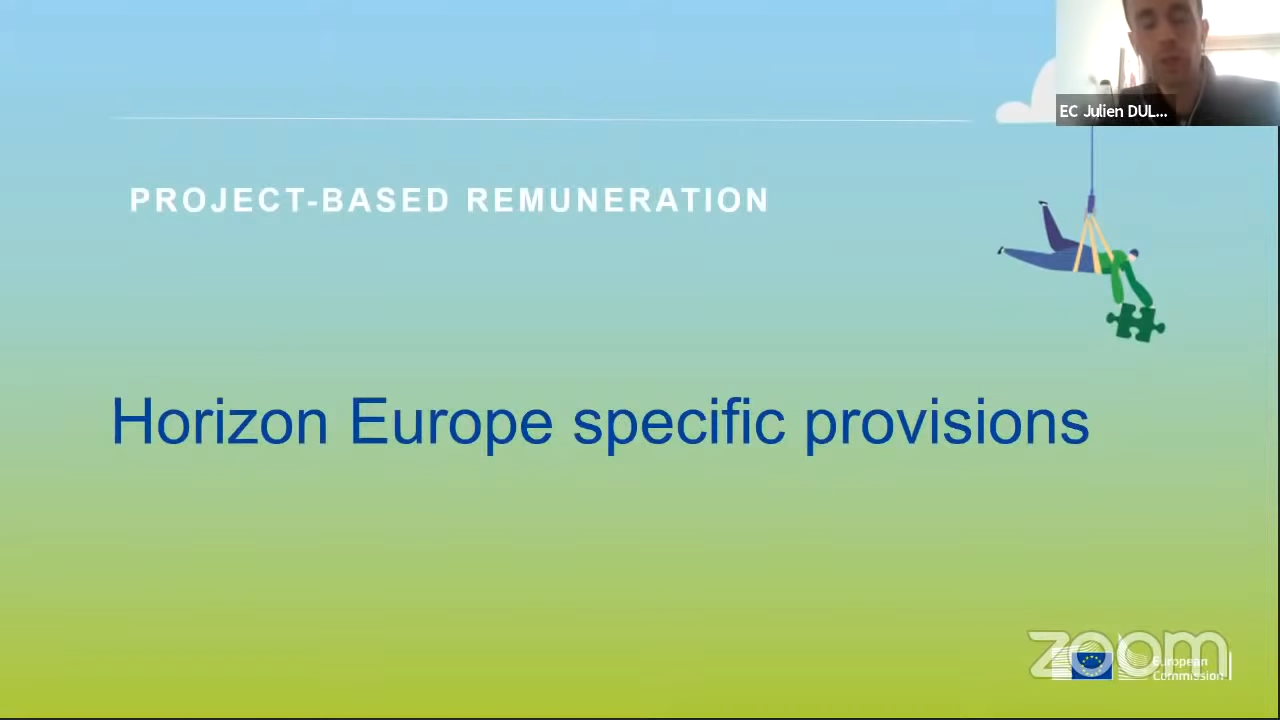 EC Julien DUL...
PROJECT-BASED REMUNERATION
Horizon Europe specific provisions
zoom
European
Commission